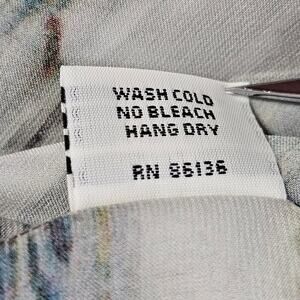 WASH COLD
NO BLEACH
HANG DRY
RN 86136